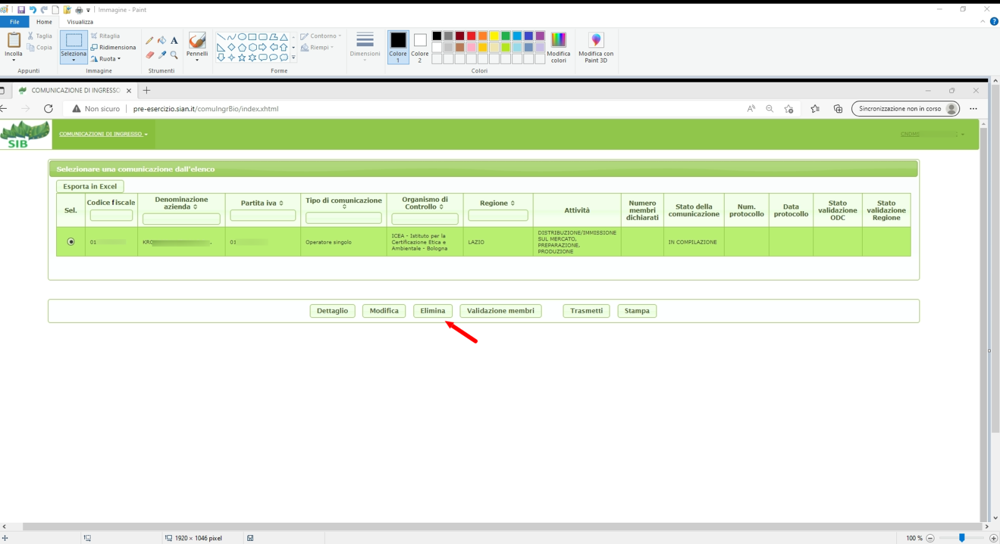 Immagine - Paint
File Home Visualizza
Incolla
Taglia
Copia
Appunti
Seleziona
Ritaglia
Ridimensiona
Ruota
Immagine
A
Strumenti
Pennelli
Contorno
Riempi
Forme
Dimensioni
Colore 1
Colore 2
Modifica colori
Colori
Modifica con Paint 3D
COMUNICAZIONE DI INGRESSO
Non sicuro | pre-esercizio.sian.it/comuIngrBio/index.xhtml
Sincronizzazione non in corso
SIB
COMUNICAZIONI DI INGRESSO
CNDMS
Selezionare una comunicazione dall'elenco
Esporta in Excel
Sel.
Codice fiscale
Denominazione azienda
Partita iva
Tipo di comunicazione
Organismo di Controllo
Regione
Attività
Numero membri dichiarati
Stato della comunicazione
Num. protocollo
Data protocollo
Stato validazione ODC
Stato validazione Regione
01
KRO
01
Operatore singolo
ICEA - Istituto per la
Certificazione Etica e
Ambientale - Bologna
LAZIO
DISTRIBUZIONE/IMMISSIONE
SUL MERCATO,
PREPARAZIONE,
PRODUZIONE
IN COMPILAZIONE
Dettaglio Modifica Elimina Validazione membri Trasmetti Stampa
1920 × 1046 pixel
100 %